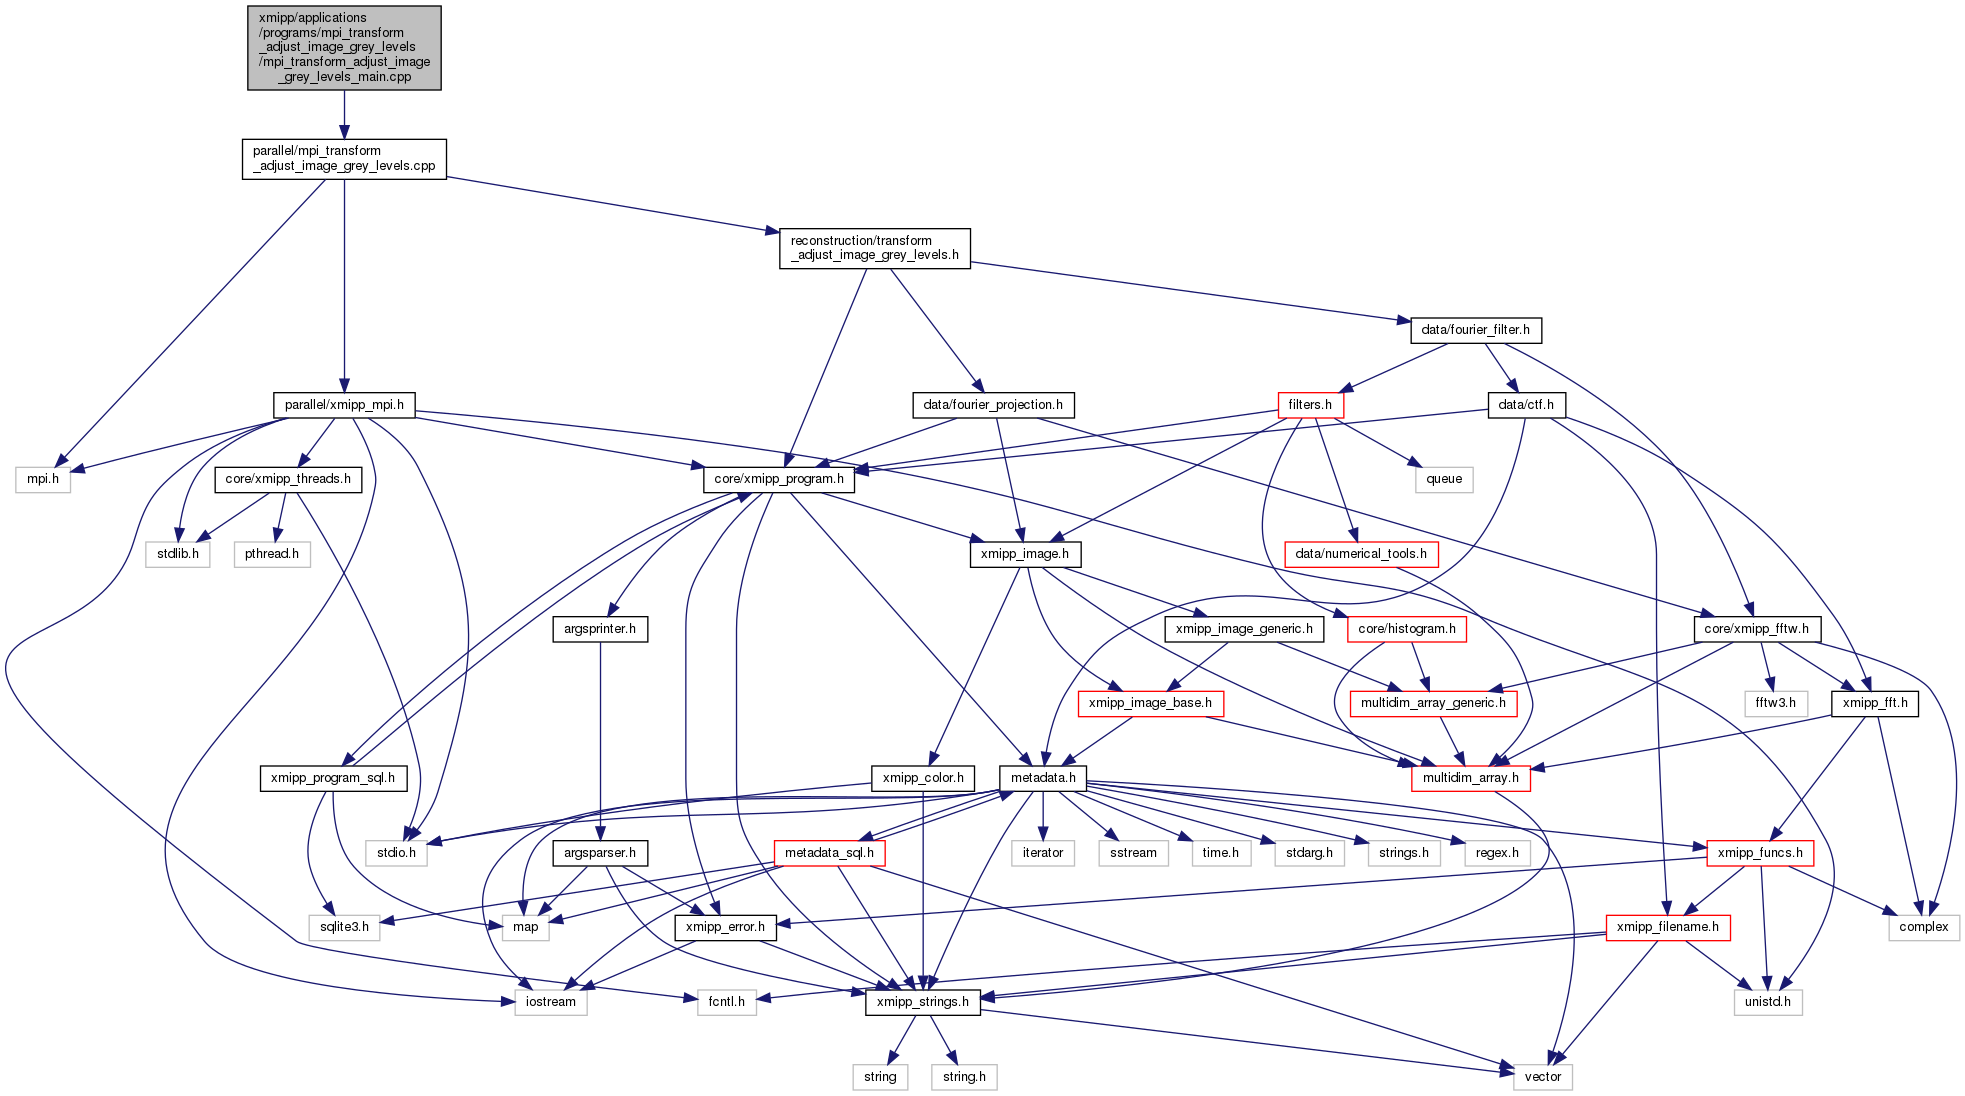 xmipp/applications
/programs/mpi_transform
_adjust_image_grey_levels
/mpi_transform_adjust_image
_grey_levels_main.cpp
parallel/mpi_transform
_adjust_image_grey_levels.cpp
reconstruction/transform
_adjust_image_grey_levels.h
data/fourier_filter.h
parallel/xmipp_mpi.h
data/fourier_projection.h
filters.h
data/ctf.h
mpi.h
core/xmipp_threads.h
core/xmipp_program.h
queue
stdlib.h
pthread.h
xmipp_image.h
data/numerical_tools.h
argsprinter.h
xmipp_image_generic.h
core/histogram.h
core/xmipp_fftw.h
xmipp_image_base.h
multidim_array_generic.h
fftw3.h
xmipp_fft.h
xmipp_program_sql.h
xmipp_color.h
metadata.h
multidim_array.h
stdio.h
argsparser.h
metadata_sql.h
iterator
sstream
time.h
stdarg.h
strings.h
regex.h
xmipp_funcs.h
sqlite3.h
map
xmipp_error.h
xmipp_filename.h
complex
iostream
fcntl.h
xmipp_strings.h
unistd.h
string
string.h
vector